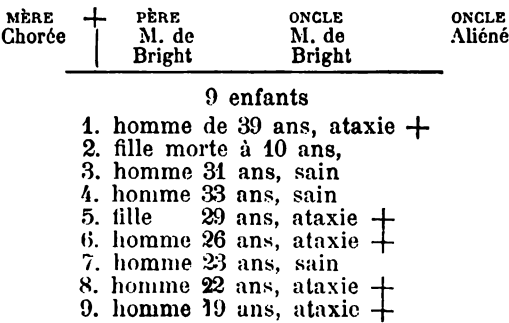 MÈRE + PÈRE ONCLE ONCLE
Chorée M. de M. de Aliéné
Bright Bright
9 enfants
1. homme de 39 ans, ataxie +
2. fille morte à 10 ans,
3. homme 31 ans, sain
4. homme 33 ans, sain
5. fille 29 ans, ataxie +
6. homme 26 ans, ataxie +
7. homme 23 ans, sain
8. homme 22 ans, ataxie +
9. homme 19 ans, ataxie +